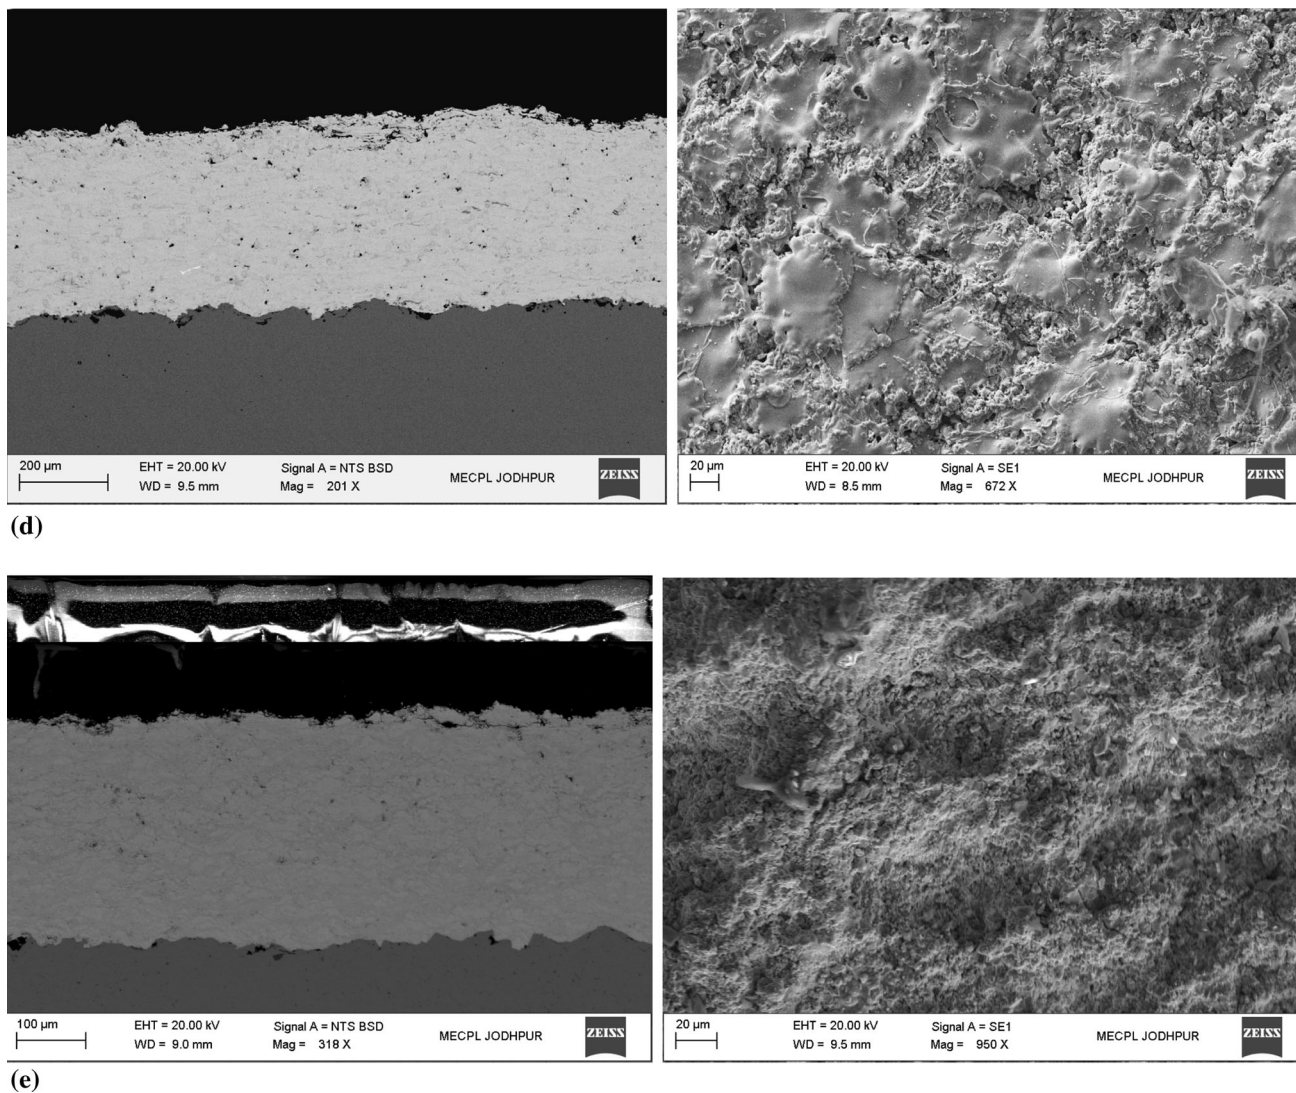 200 µm
EHT = 20.00 kV
WD = 9.5 mm
Signal A = NTS BSD
Mag = 201 X
MECPL JODHPUR
ZEISS
20 µm
EHT = 20.00 kV
WD = 8.5 mm
Signal A = SE1
Mag = 672 X
MECPL JODHPUR
ZEISS
(d)
100 µm
EHT = 20.00 kV
WD = 9.0 mm
Signal A = NTS BSD
Mag = 318 X
MECPL JODHPUR
ZEISS
20 µm
EHT = 20.00 kV
WD = 9.5 mm
Signal A = SE1
Mag = 950 X
MECPL JODHPUR
ZEISS
(e)